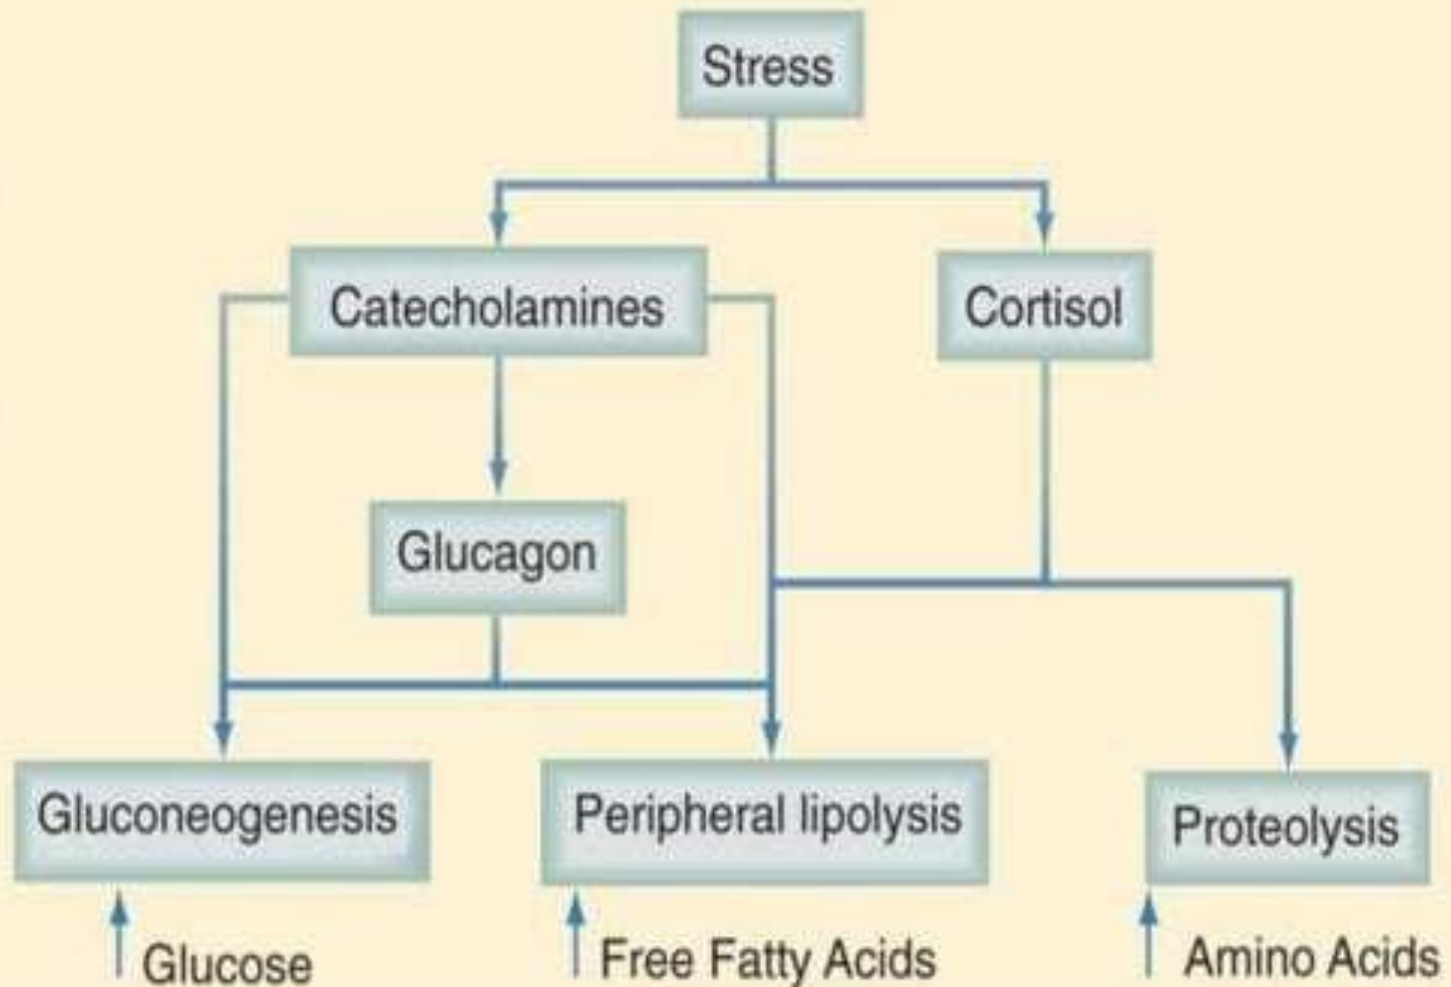 Stress
Catecholamines
Cortisol
Glucagon
Gluconeogenesis
Peripheral lipolysis
Proteolysis
Glucose
Free Fatty Acids
Amino Acids